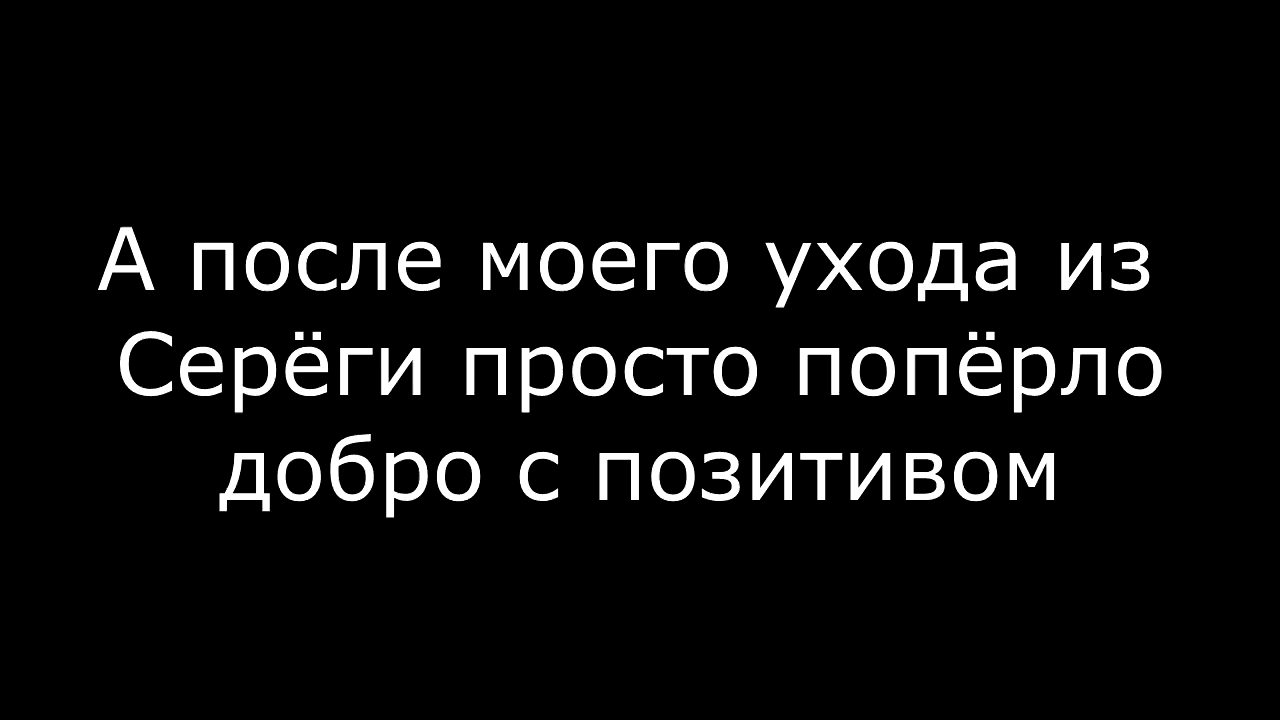 А после моего ухода из
Серёги просто попёрло
добро с позитивом